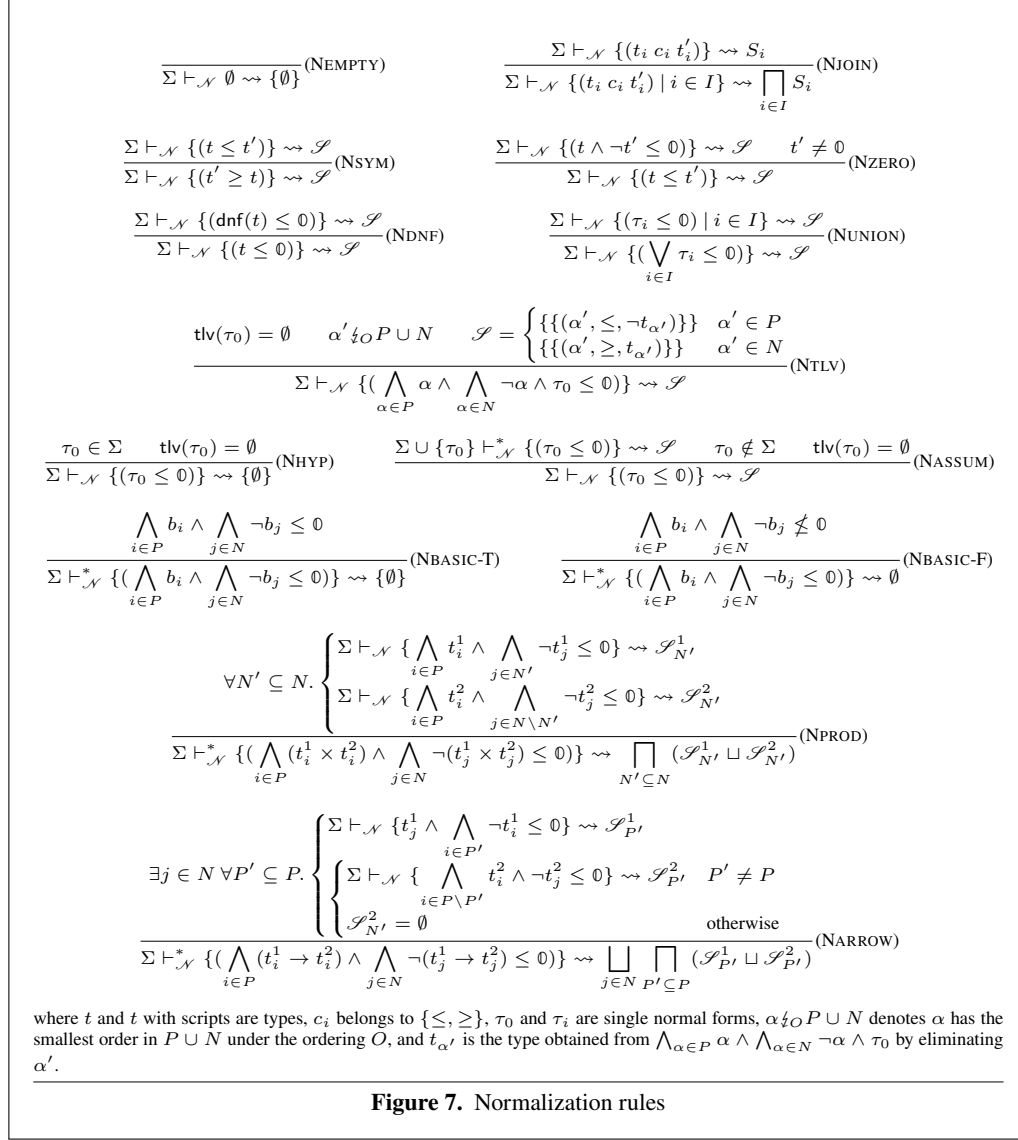 Σ ⊢𝒩 ∅ ⇝ {∅} (NEMPTY)
Σ ⊢𝒩 {(tᵢ cᵢ t′ᵢ)} ⇝ Sᵢ
Σ ⊢𝒩 {(tᵢ cᵢ t′ᵢ) | i ∈ I} ⇝ ∏_{i∈I} Sᵢ (NJOIN)
Σ ⊢𝒩 {(t ≤ t′)} ⇝ 𝒮
Σ ⊢𝒩 {(t′ ≥ t)} ⇝ 𝒮 (NSYM)
Σ ⊢𝒩 {(t ∧ ¬t′ ≤ 𝟘)} ⇝ 𝒮 t′ ≠ 𝟘
Σ ⊢𝒩 {(t ≤ t′)} ⇝ 𝒮 (NZERO)
Σ ⊢𝒩 {(dnf(t) ≤ 𝟘)} ⇝ 𝒮
Σ ⊢𝒩 {(t ≤ 𝟘)} ⇝ 𝒮 (NDNF)
Σ ⊢𝒩 {(τᵢ ≤ 𝟘) | i ∈ I} ⇝ 𝒮
Σ ⊢𝒩 {(⋁_{i∈I} τᵢ ≤ 𝟘)} ⇝ 𝒮 (NUNION)
tlv(τ₀) = ∅ α′ ↯_O P ∪ N 𝒮 = { {{(α′, ≤, ¬t_{α′})}} α′ ∈ P
{{(α′, ≥, t_{α′})}} α′ ∈ N
Σ ⊢𝒩 {(⋀_{α∈P} α ∧ ⋀_{α∈N} ¬α ∧ τ₀ ≤ 𝟘)} ⇝ 𝒮 (NTLV)
τ₀ ∈ Σ tlv(τ₀) = ∅
Σ ⊢𝒩 {(τ₀ ≤ 𝟘)} ⇝ {∅} (NHYP)
Σ ∪ {τ₀} ⊢*𝒩 {(τ₀ ≤ 𝟘)} ⇝ 𝒮 τ₀ ∉ Σ tlv(τ₀) = ∅
Σ ⊢𝒩 {(τ₀ ≤ 𝟘)} ⇝ 𝒮 (NASSUM)
⋀_{i∈P} bᵢ ∧ ⋀_{j∈N} ¬bⱼ ≤ 𝟘
Σ ⊢*𝒩 {(⋀_{i∈P} bᵢ ∧ ⋀_{j∈N} ¬bⱼ ≤ 𝟘)} ⇝ {∅} (NBASIC-T)
⋀_{i∈P} bᵢ ∧ ⋀_{j∈N} ¬bⱼ ≰ 𝟘
Σ ⊢*𝒩 {(⋀_{i∈P} bᵢ ∧ ⋀_{j∈N} ¬bⱼ ≤ 𝟘)} ⇝ ∅ (NBASIC-F)
∀N′ ⊆ N. { Σ ⊢𝒩 {⋀_{i∈P} t¹ᵢ ∧ ⋀_{j∈N′} ¬t¹ⱼ ≤ 𝟘} ⇝ 𝒮¹_{N′}
Σ ⊢𝒩 {⋀_{i∈P} t²ᵢ ∧ ⋀_{j∈N\N′} ¬t²ⱼ ≤ 𝟘} ⇝ 𝒮²_{N′}
Σ ⊢*𝒩 {(⋀_{i∈P} (t¹ᵢ × t²ᵢ) ∧ ⋀_{j∈N} ¬(t¹ⱼ × t²ⱼ) ≤ 𝟘)} ⇝ ∏_{N′⊆N} (𝒮¹_{N′} ⊔ 𝒮²_{N′}) (NPROD)
∃j ∈ N ∀P′ ⊆ P. { Σ ⊢𝒩 {t¹ⱼ ∧ ⋀_{i∈P′} ¬t¹ᵢ ≤ 𝟘} ⇝ 𝒮¹_{P′}
{ Σ ⊢𝒩 {⋀_{i∈P\P′} t²ᵢ ∧ ¬t²ⱼ ≤ 𝟘} ⇝ 𝒮²_{P′} P′ ≠ P
𝒮²_{N′} = ∅ otherwise
Σ ⊢*𝒩 {(⋀_{i∈P} (t¹ᵢ → t²ᵢ) ∧ ⋀_{j∈N} ¬(t¹ⱼ → t²ⱼ) ≤ 𝟘)} ⇝ ⨆_{j∈N} ∏_{P′⊆P} (𝒮¹_{P′} ⊔ 𝒮²_{P′}) (NARROW)
where t and t with scripts are types, cᵢ belongs to {≤, ≥}, τ₀ and τᵢ are single normal forms, α ↯_O P ∪ N denotes α has the
smallest order in P ∪ N under the ordering O, and t_{α′} is the type obtained from ⋀_{α∈P} α ∧ ⋀_{α∈N} ¬α ∧ τ₀ by eliminating
α′.
Figure 7. Normalization rules